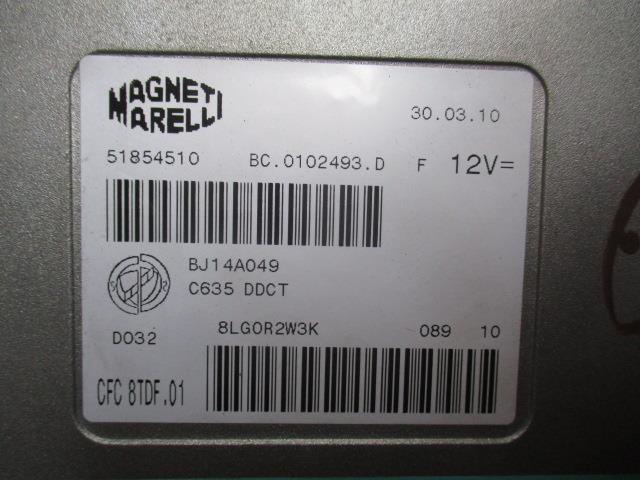 MAGNETI
MARELLI
30.03.10
51854510 BC.0102493.D F 12V=
BJ14A049
C635 DDCT
D032 8LG0R2W3K 089 10
CFC 8TDF.01